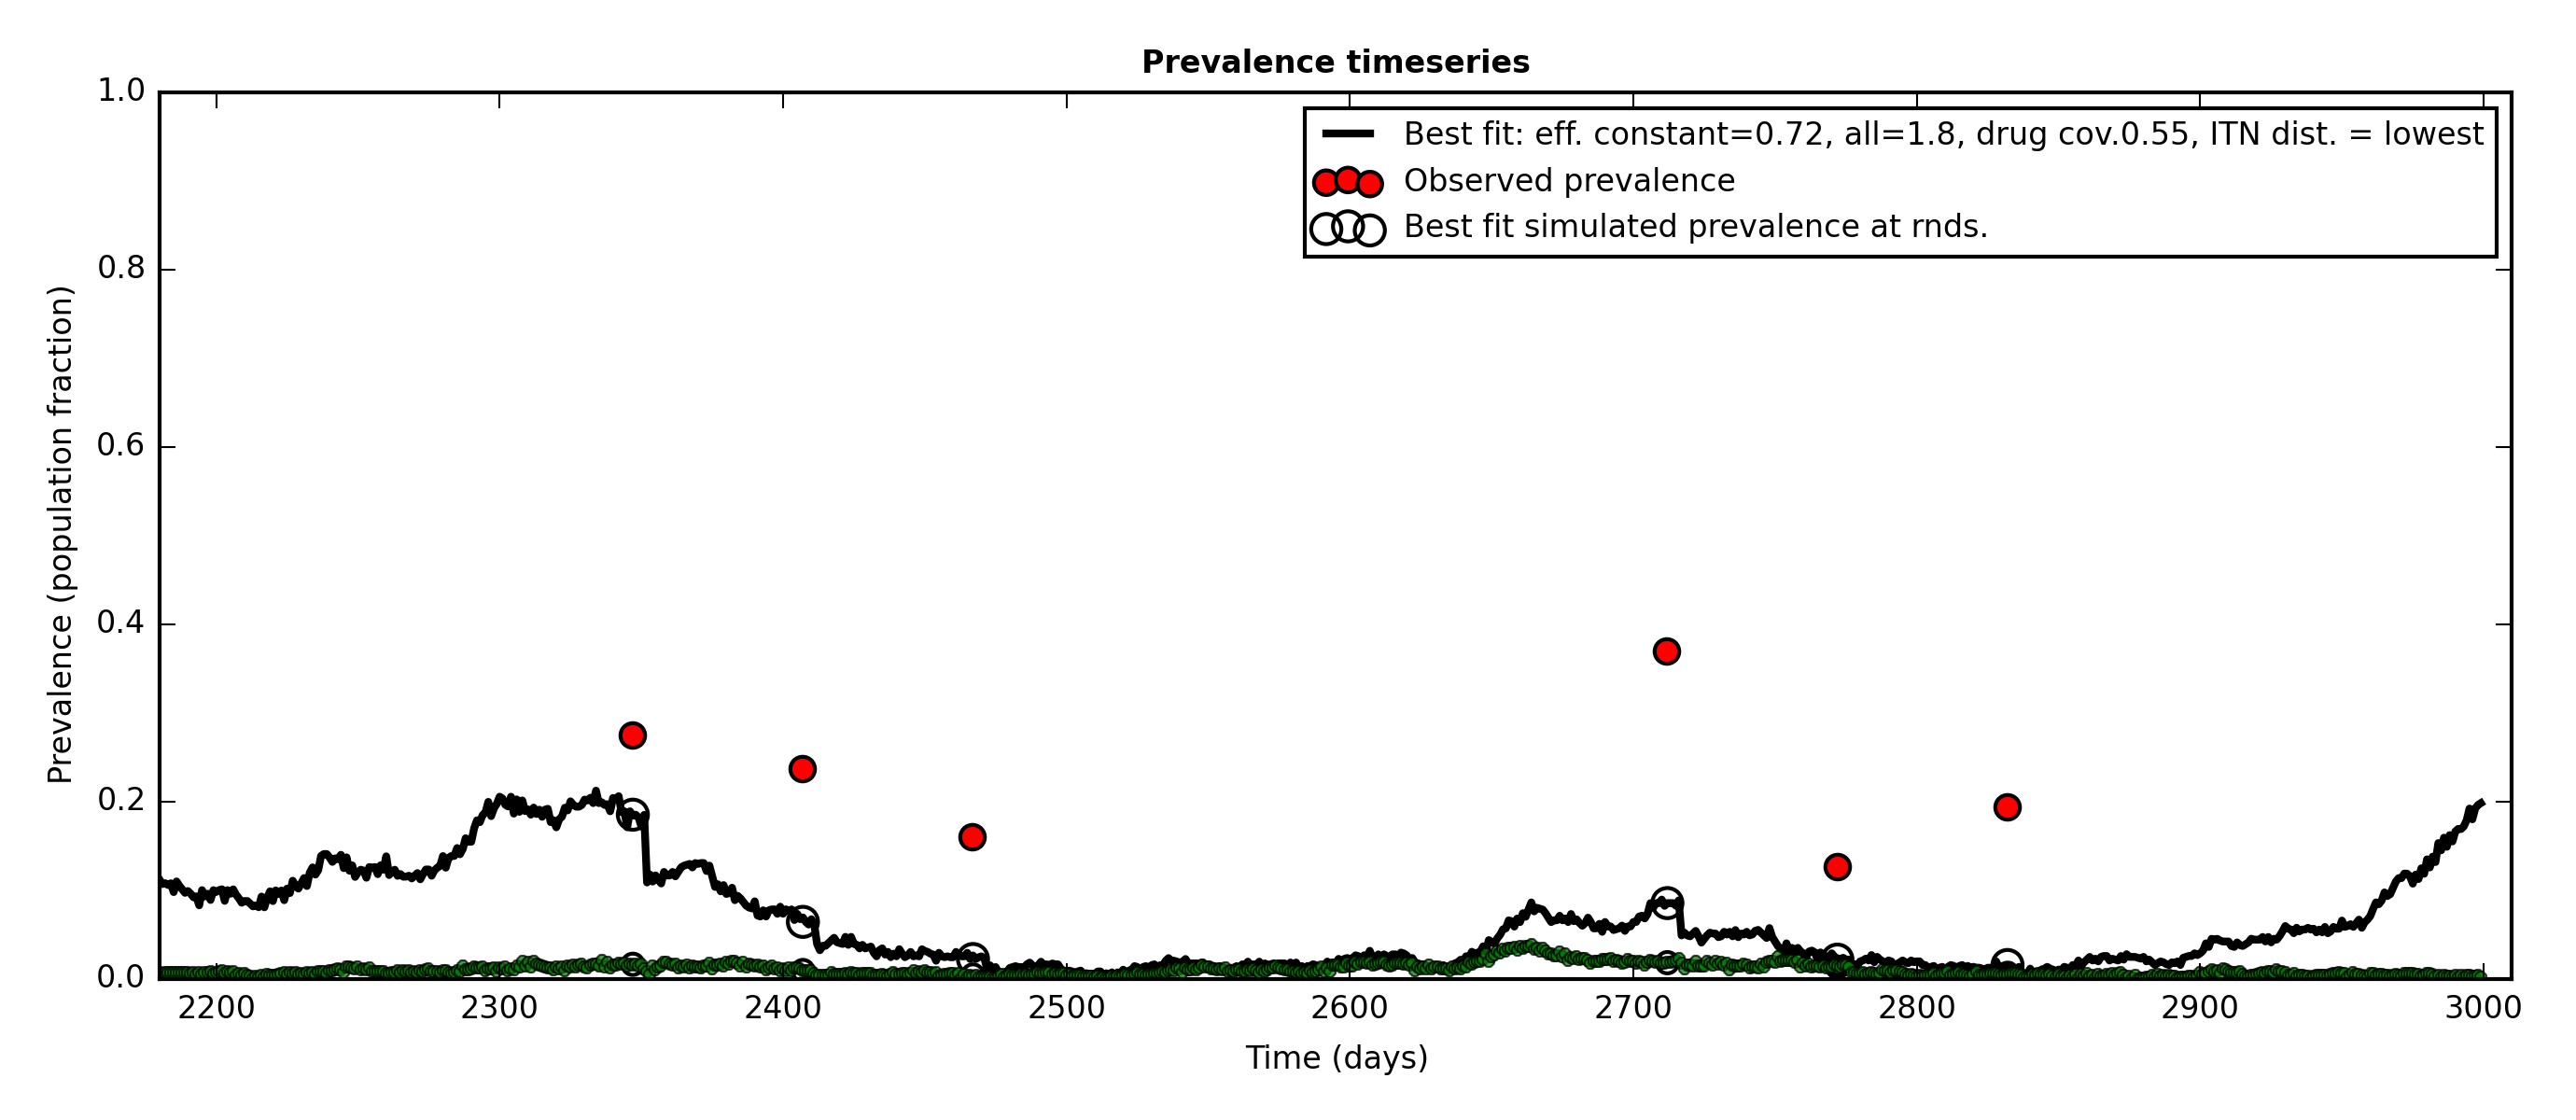 Prevalence timeseries
Best fit: eff. constant=0.72, all=1.8, drug cov.0.55, ITN dist. = lowest
Observed prevalence
Best fit simulated prevalence at rnds.
Prevalence (population fraction)
1.0
0.8
0.6
0.4
0.2
0.0
2200 2300 2400 2500 2600 2700 2800 2900 3000
Time (days)